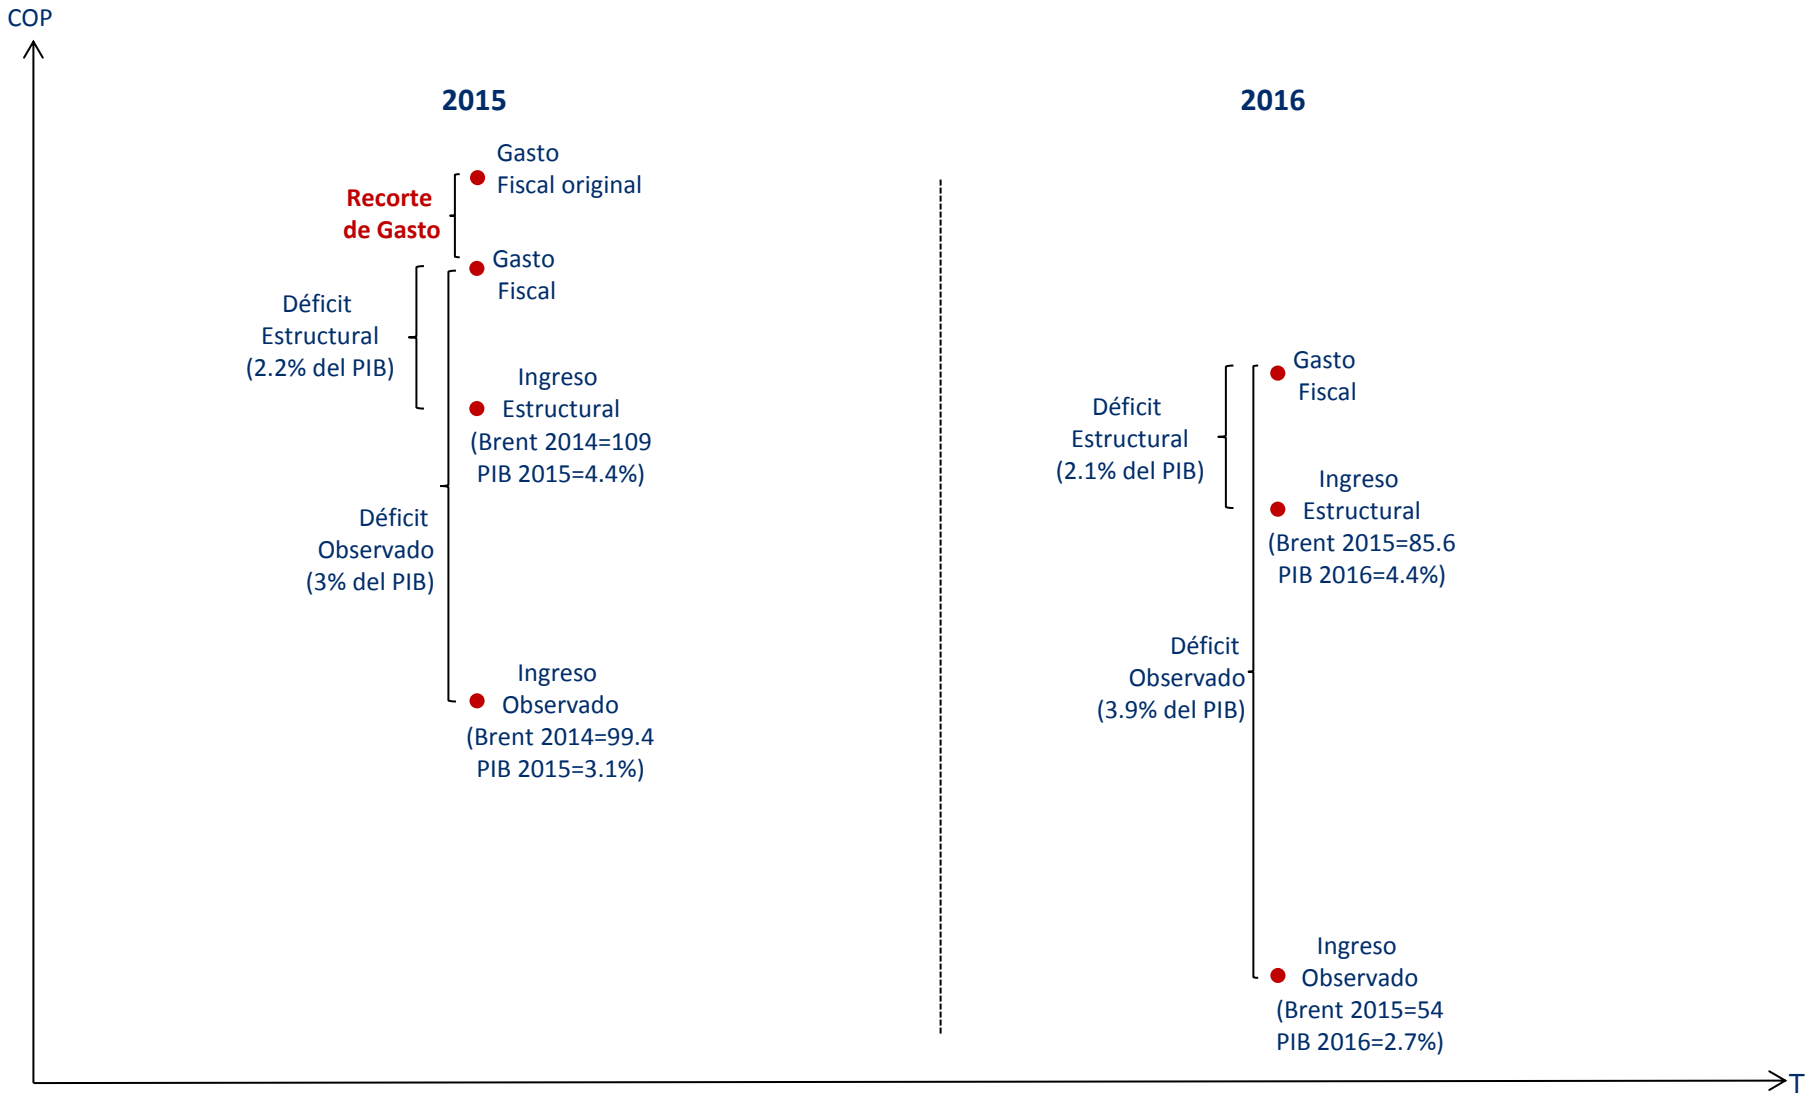 COP
2015
Gasto
Fiscal original
Recorte
de Gasto
Gasto
Fiscal
Déficit
Estructural
(2.2% del PIB)
Ingreso
Estructural
(Brent 2014=109
PIB 2015=4.4%)
Déficit
Observado
(3% del PIB)
Ingreso
Observado
(Brent 2014=99.4
PIB 2015=3.1%)
2016
Gasto
Fiscal
Déficit
Estructural
(2.1% del PIB)
Ingreso
Estructural
(Brent 2015=85.6
PIB 2016=4.4%)
Déficit
Observado
(3.9% del PIB)
Ingreso
Observado
(Brent 2015=54
PIB 2016=2.7%)
T